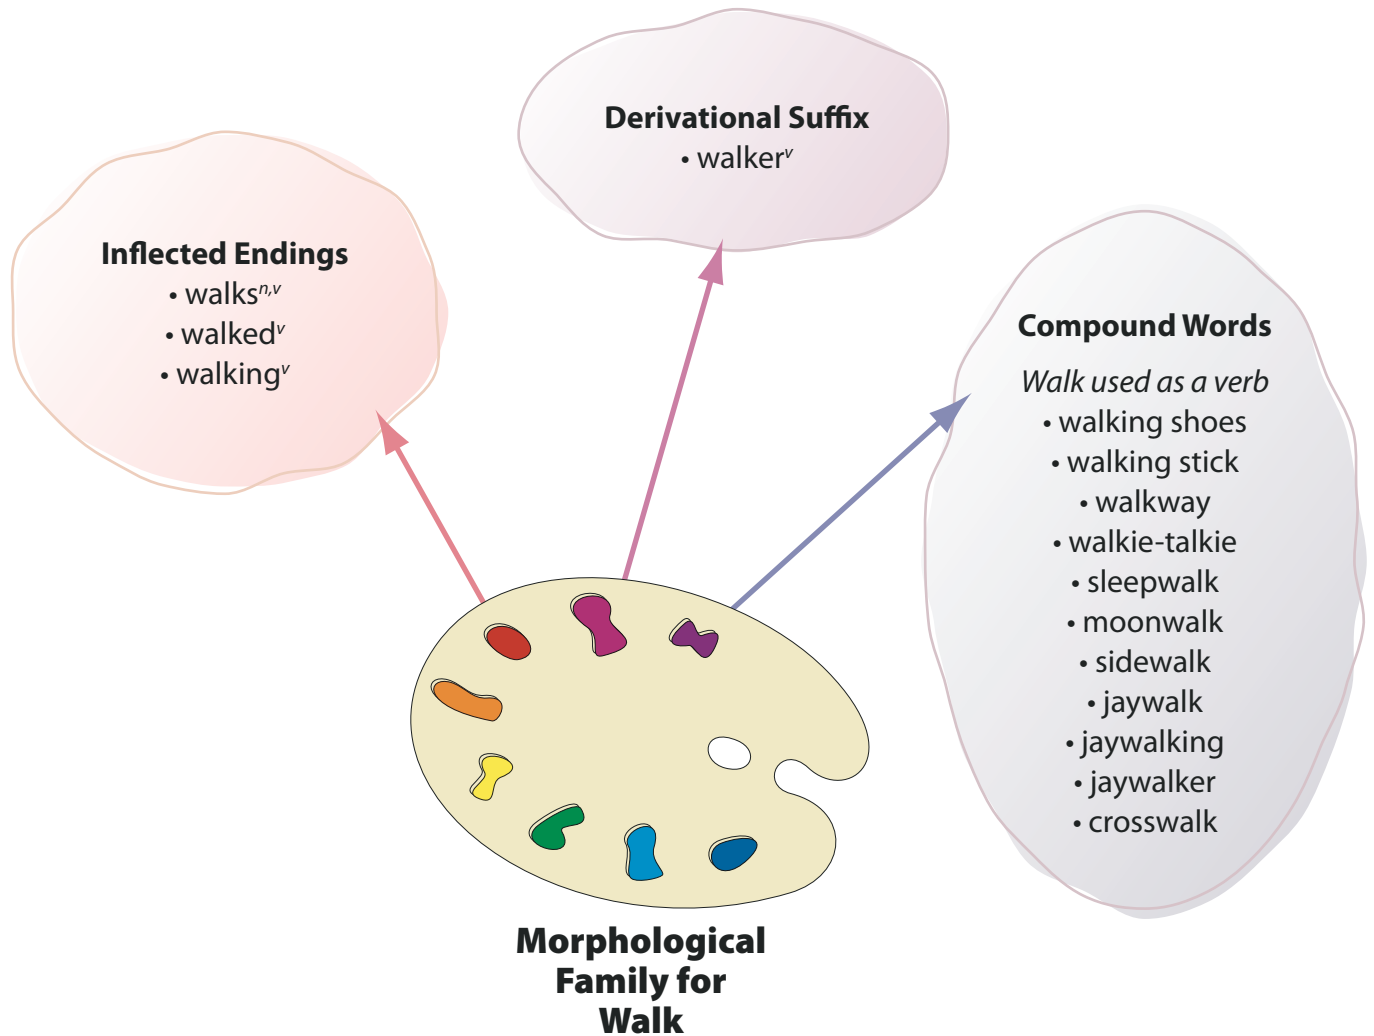 Derivational Suffix
• walkerᵛ
Inflected Endings
• walksⁿ,ᵛ
• walkedᵛ
• walkingᵛ
Compound Words
Walk used as a verb
• walking shoes
• walking stick
• walkway
• walkie-talkie
• sleepwalk
• moonwalk
• sidewalk
• jaywalk
• jaywalking
• jaywalker
• crosswalk
Morphological
Family for
Walk